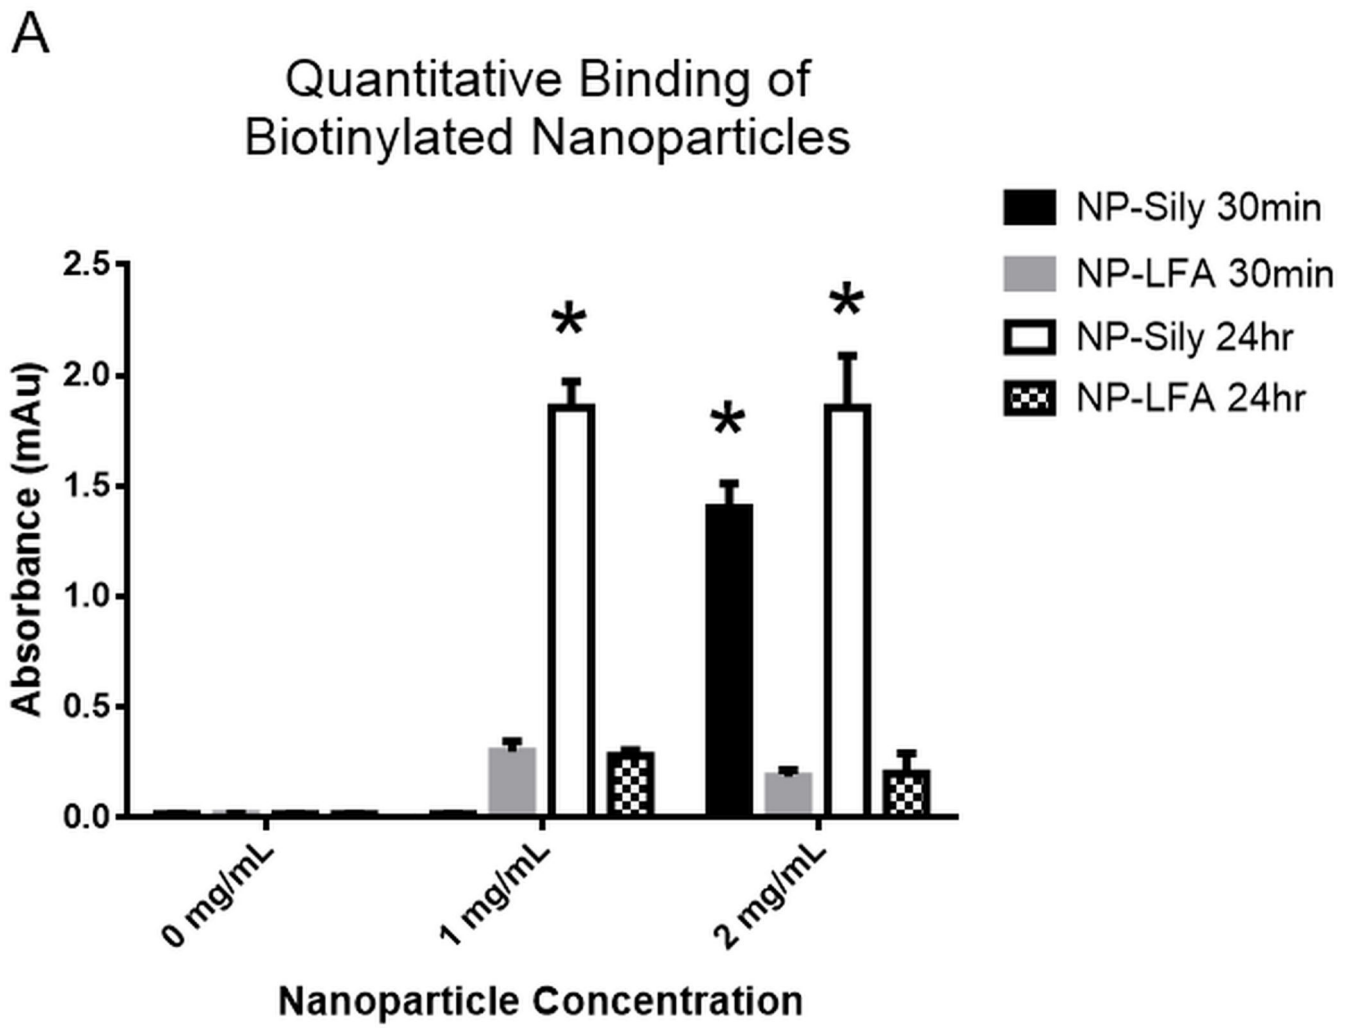 A
Quantitative Binding of
Biotinylated Nanoparticles
NP-Sily 30min
NP-LFA 30min
NP-Sily 24hr
NP-LFA 24hr
Absorbance (mAu)
2.5
2.0
1.5
1.0
0.5
0.0
*
*
*
0 mg/mL
1 mg/mL
2 mg/mL
Nanoparticle Concentration